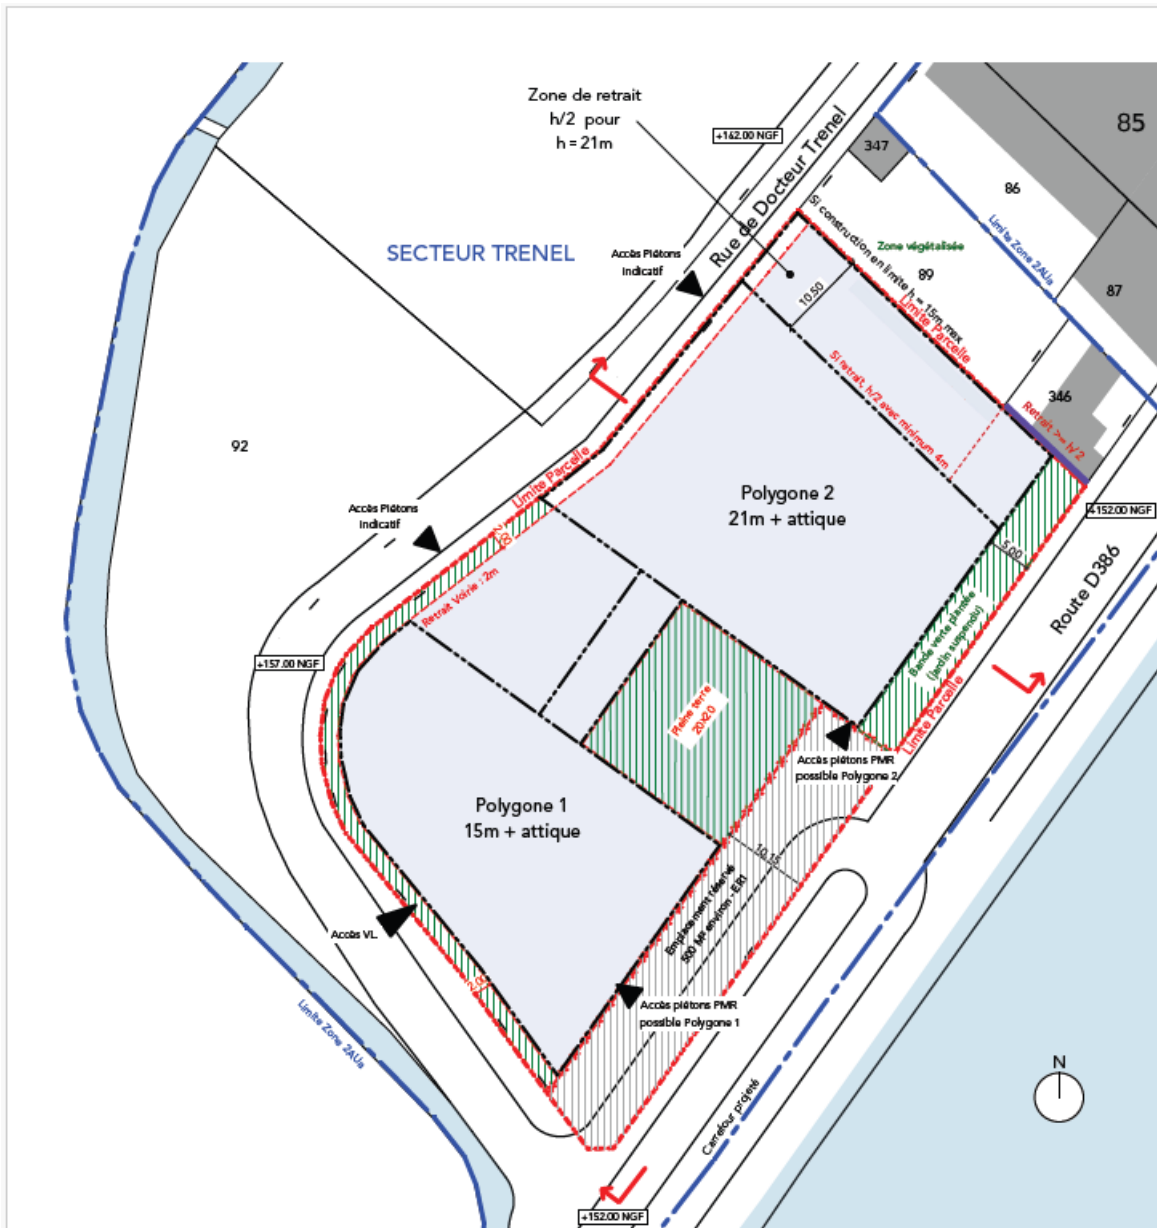 Zone de retrait
h/2 pour
h = 21m
+162.00 NGF
85
347
86
Rue de Docteur Trenel
Limite Zone 2AUa
SECTEUR TRENEL
Accès Piétons
Indicatif
Si construction en limite h = 15m max
Zone végétalisée
89
87
10.50
Limite Parcelle
Si retrait, h/2 avec minimum 4m
346
Retrait >= h/2
92
Limite Parcelle
Polygone 2
21m + attique
Accès Piétons
Indicatif
+152.00 NGF
Retrait Voirie : 2m
5.00
Route D386
Bande verte plantée
(jardin suspendu)
Limite Parcelle
+157.00 NGF
Pleine terre
20x20
Accès piétons PMR
possible Polygone 2
Polygone 1
15m + attique
10.15
Emplacement réservé
500 M² environ - ER1
Accès VL
Accès piétons PMR
possible Polygone 1
Limite Zone 2AUa
N
Carrefour projeté
+152.00 NGF